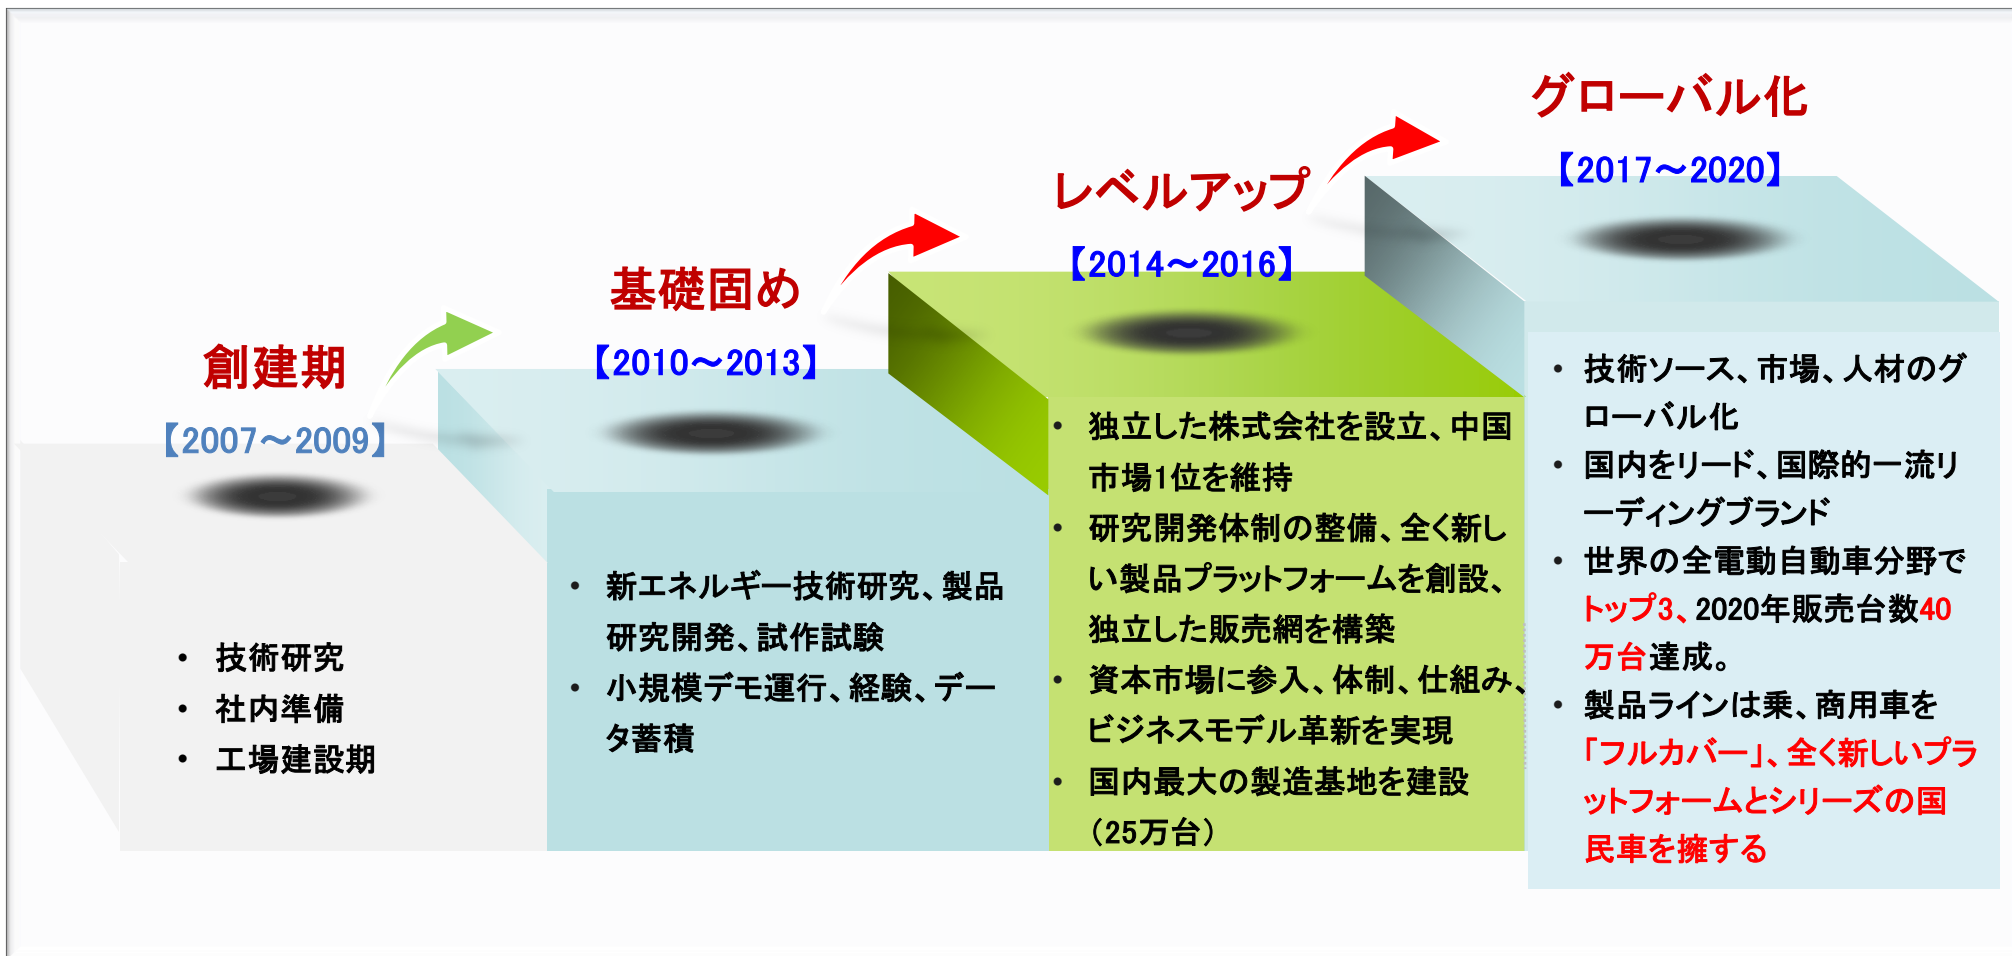 創建期
【2007～2009】
• 技術研究
• 社内準備
• 工場建設期
基礎固め
【2010～2013】
• 新エネルギー技術研究、製品
研究開発、試作試験
• 小規模デモ運行、経験、デー
タ蓄積
レベルアップ
【2014～2016】
• 独立した株式会社を設立、中国
市場1位を維持
• 研究開発体制の整備、全く新し
い製品プラットフォームを創設、
独立した販売網を構築
• 資本市場に参入、体制、仕組み、
ビジネスモデル革新を実現
• 国内最大の製造基地を建設
（25万台）
グローバル化
【2017～2020】
• 技術ソース、市場、人材のグ
ローバル化
• 国内をリード、国際的一流リ
ーディングブランド
• 世界の全電動自動車分野で
トップ3、2020年販売台数40
万台達成。
• 製品ラインは乗、商用車を
「フルカバー」、全く新しいプラ
ットフォームとシリーズの国
民車を擁する